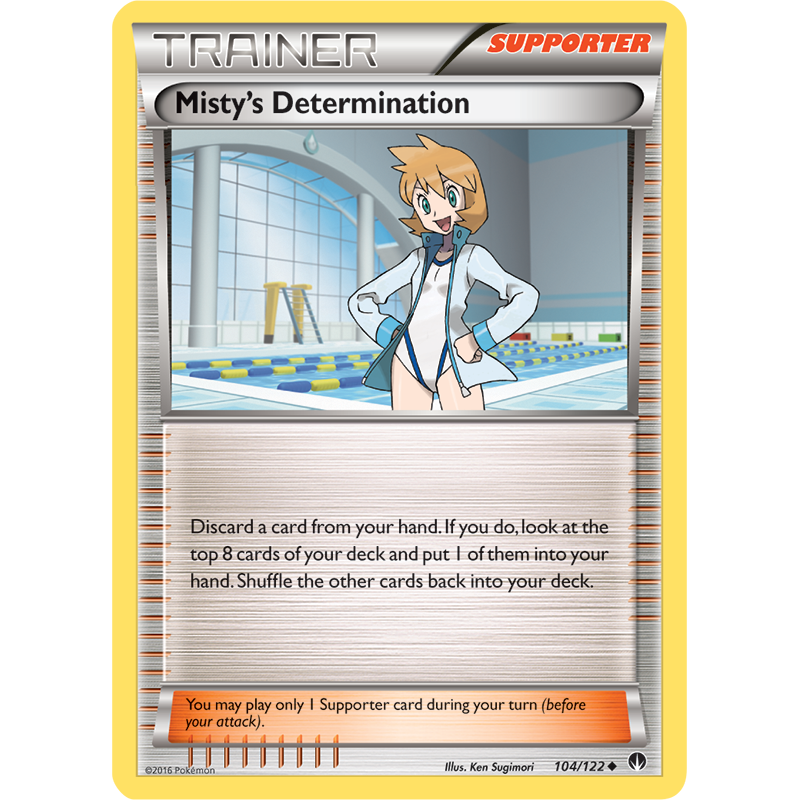 TRAINER
SUPPORTER
Misty's Determination
Discard a card from your hand. If you do, look at the
top 8 cards of your deck and put 1 of them into your
hand. Shuffle the other cards back into your deck.
You may play only 1 Supporter card during your turn (before
your attack).
Illus. Ken Sugimori
104/122
©2016 Pokémon